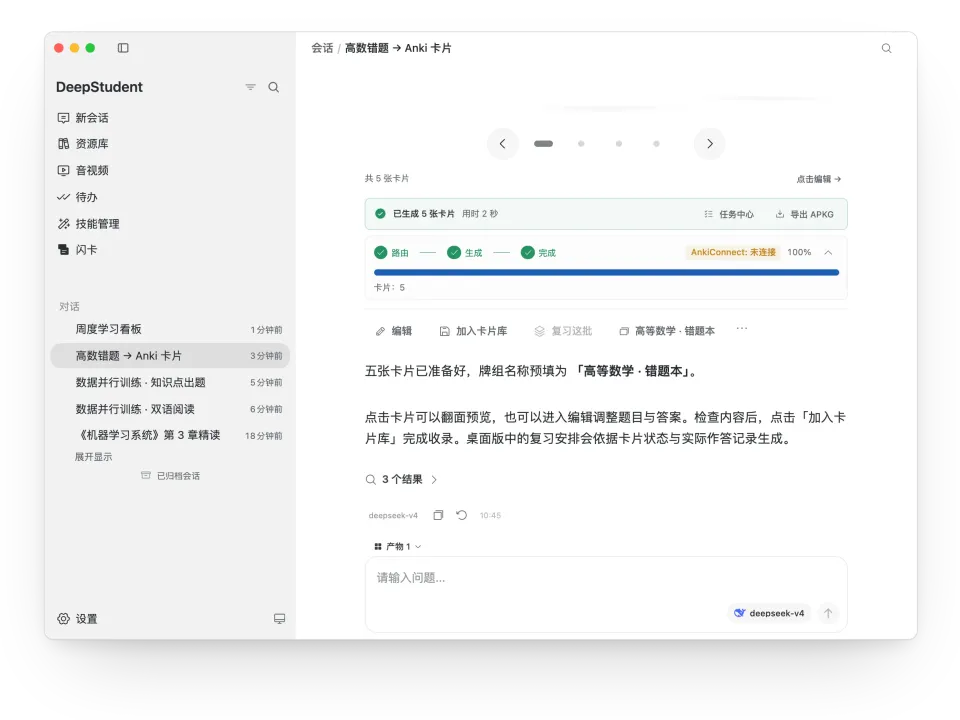 DeepStudent
新会话
资源库
音视频
待办
技能管理
闪卡
对话
周度学习看板 1 分钟前
高数错题 → Anki 卡片 3 分钟前
数据并行训练 · 知识点出题 5 分钟前
数据并行训练 · 双语阅读 6 分钟前
《机器学习系统》第 3 章精读 18 分钟前
展开显示
已归档会话
设置
会话 / 高数错题 → Anki 卡片
共 5 张卡片 点击编辑 →
已生成 5 张卡片 用时 2 秒 任务中心 导出 APKG
路由 生成 完成 AnkiConnect: 未连接 100%
卡片: 5
编辑 加入卡片库 复习这批 高等数学 · 错题本 ...
五张卡片已准备好，牌组名称预填为 「高等数学 · 错题本」。
点击卡片可以翻面预览，也可以进入编辑调整题目与答案。检查内容后，点击「加入卡
片库」完成收录。桌面版中的复习安排会依据卡片状态与实际作答记录生成。
3 个结果
deepseek-v4 10:45
产物 1
请输入问题...
deepseek-v4